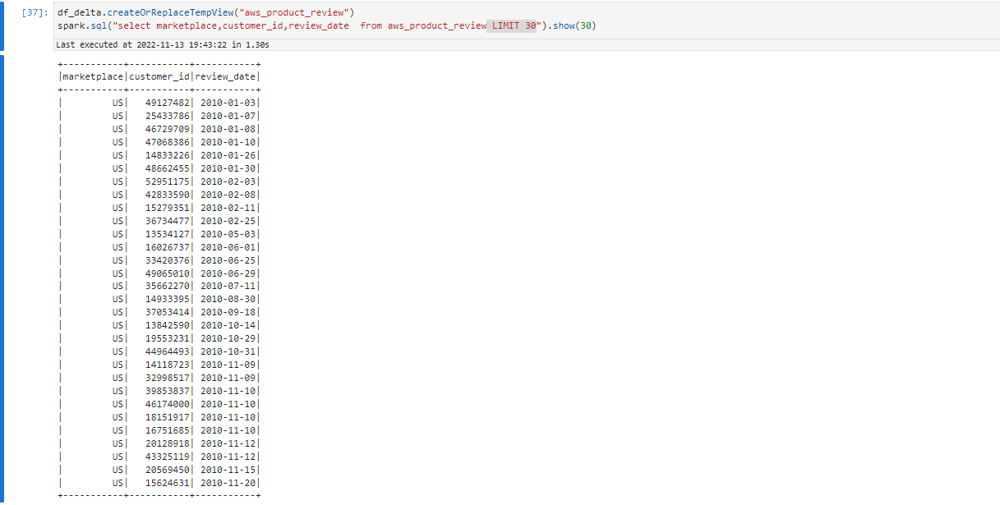 [37]: df_delta.createOrReplaceTempView("aws_product_review")
spark.sql("select marketplace,customer_id,review_date  from aws_product_review LIMIT 30").show(30)
Last executed at 2022-11-13 19:43:22 in 1.30s
+-----------+-----------+-----------+
|marketplace|customer_id|review_date|
+-----------+-----------+-----------+
|         US|   49127482| 2010-01-03|
|         US|   25433786| 2010-01-07|
|         US|   46729709| 2010-01-08|
|         US|   47068386| 2010-01-10|
|         US|   14833226| 2010-01-26|
|         US|   48662455| 2010-01-30|
|         US|   52951175| 2010-02-03|
|         US|   42833590| 2010-02-08|
|         US|   15279351| 2010-02-11|
|         US|   36734477| 2010-02-25|
|         US|   13534127| 2010-05-03|
|         US|   16026737| 2010-06-01|
|         US|   33420376| 2010-06-25|
|         US|   49065010| 2010-06-29|
|         US|   35662270| 2010-07-11|
|         US|   14933395| 2010-08-30|
|         US|   37053414| 2010-09-18|
|         US|   13842590| 2010-10-14|
|         US|   19553231| 2010-10-29|
|         US|   44964493| 2010-10-31|
|         US|   14118723| 2010-11-09|
|         US|   32998517| 2010-11-09|
|         US|   39853837| 2010-11-10|
|         US|   46174000| 2010-11-10|
|         US|   18151917| 2010-11-10|
|         US|   16751685| 2010-11-10|
|         US|   20128918| 2010-11-12|
|         US|   43325119| 2010-11-12|
|         US|   20569450| 2010-11-15|
|         US|   15624631| 2010-11-20|
+-----------+-----------+-----------+